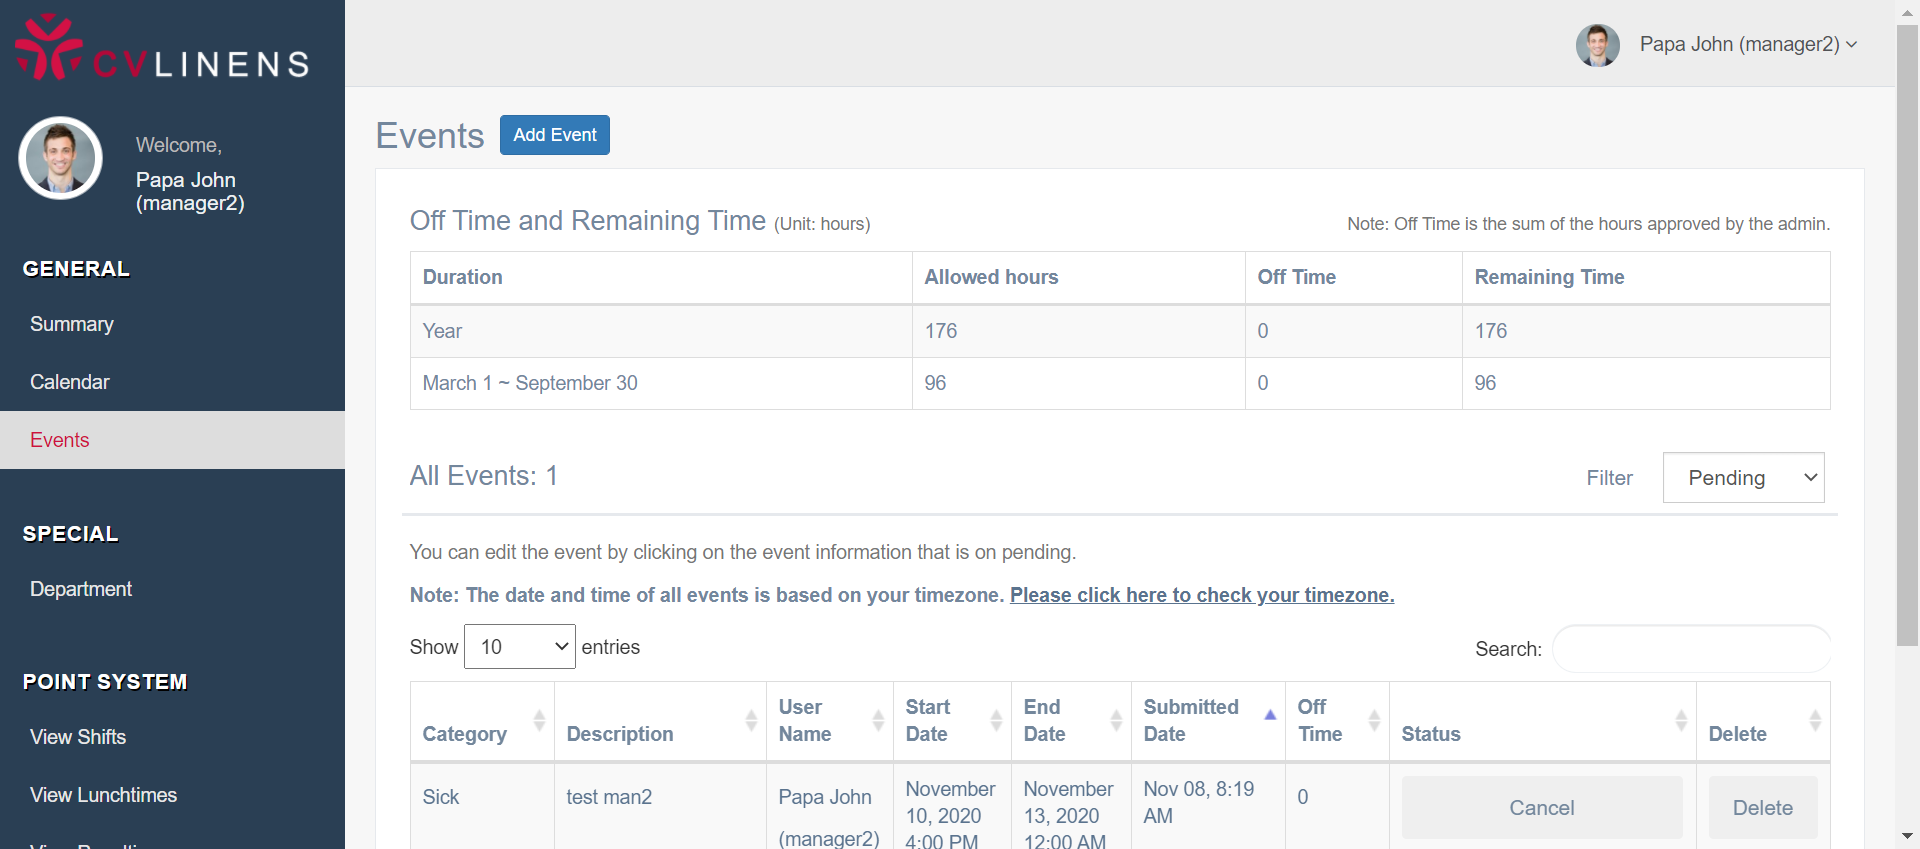 CVLINENS
Papa John (manager2)
Welcome,
Papa John
(manager2)
GENERAL
Summary
Calendar
Events
SPECIAL
Department
POINT SYSTEM
View Shifts
View Lunchtimes
Events
Add Event
Off Time and Remaining Time (Unit: hours)
Note: Off Time is the sum of the hours approved by the admin.
Duration Allowed hours Off Time Remaining Time
Year 176 0 176
March 1 ~ September 30 96 0 96
All Events: 1
Filter Pending
You can edit the event by clicking on the event information that is on pending.
Note: The date and time of all events is based on your timezone. Please click here to check your timezone.
Show 10 entries
Search:
Category Description User Name Start Date End Date Submitted Date Off Time Status Delete
Sick test man2 Papa John (manager2) November 10, 2020 4:00 PM November 13, 2020 12:00 AM Nov 08, 8:19 AM 0 Cancel Delete